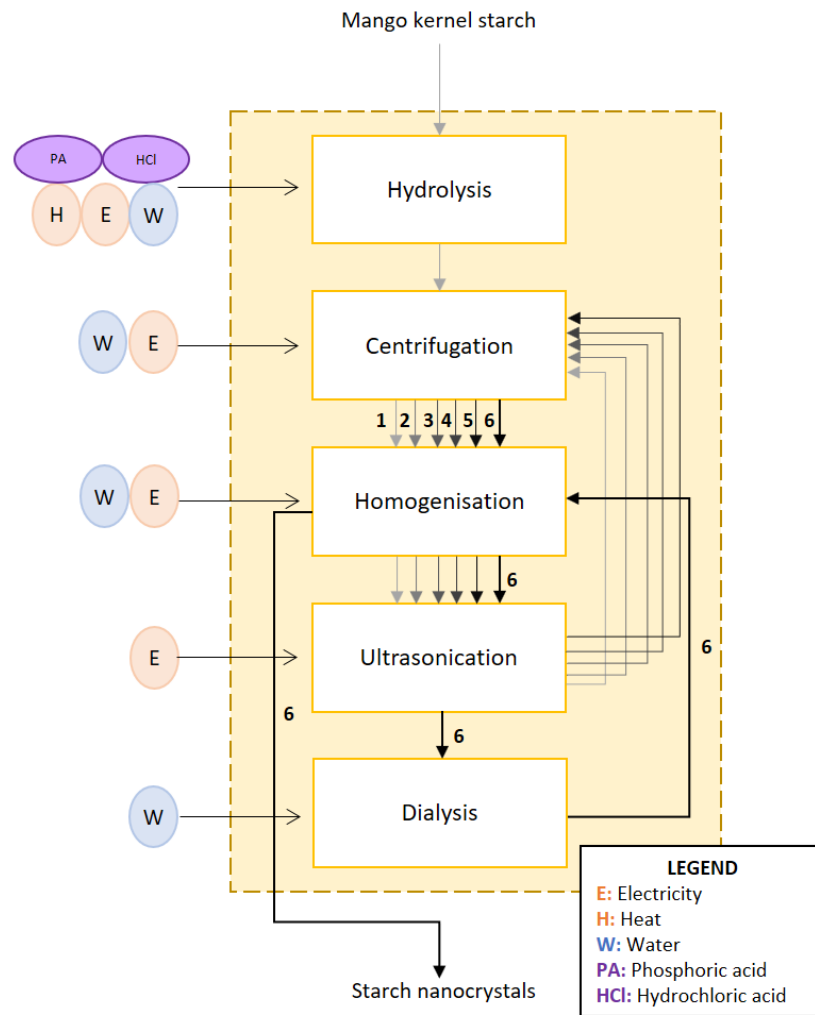 Mango kernel starch
PA
HCl
H
E
W
Hydrolysis
W
E
Centrifugation
1 2 3 4 5 6
W
E
Homogenisation
6
E
Ultrasonication
6
6
6
W
Dialysis
LEGEND
E: Electricity
H: Heat
W: Water
PA: Phosphoric acid
HCl: Hydrochloric acid
Starch nanocrystals